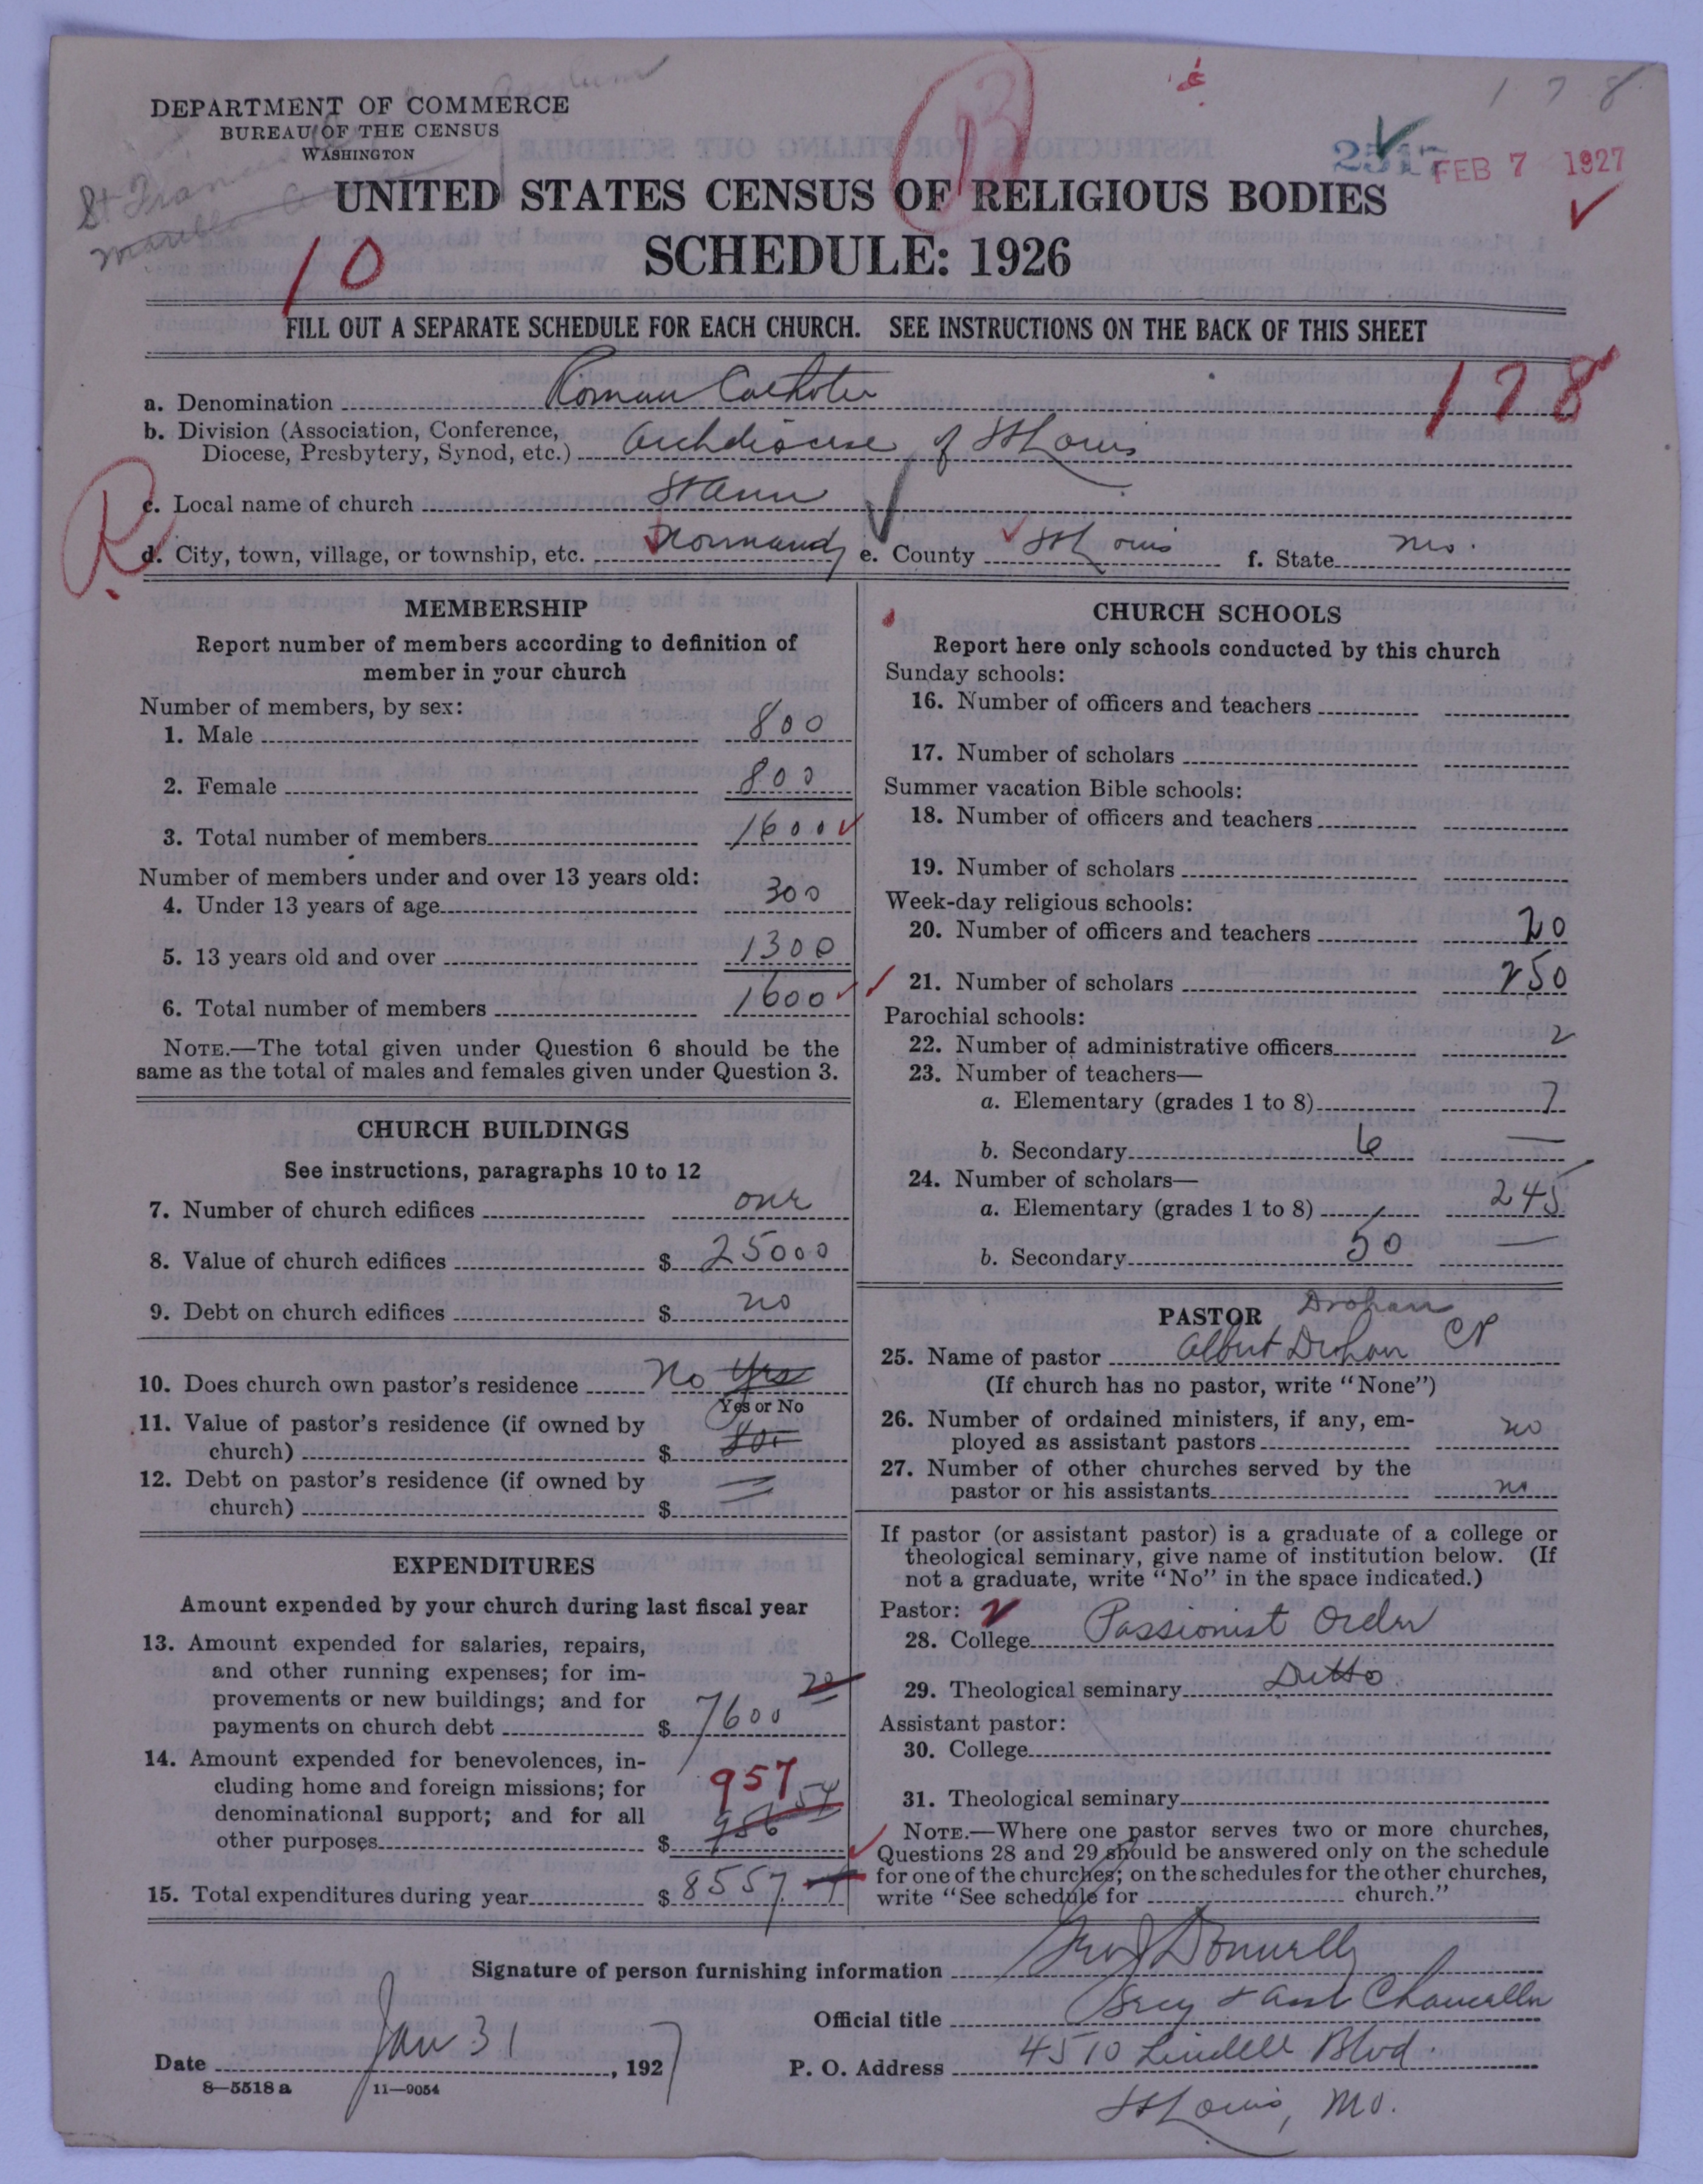 178
DEPARTMENT OF COMMERCE
BUREAU OF THE CENSUS
WASHINGTON
Asylum
St Francis
13
2517
FEB 7 1927
UNITED STATES CENSUS OF RELIGIOUS BODIES
SCHEDULE: 1926
10
FILL OUT A SEPARATE SCHEDULE FOR EACH CHURCH. SEE INSTRUCTIONS ON THE BACK OF THIS SHEET
178
a. Denomination Roman Catholic
b. Division (Association, Conference,
Diocese, Presbytery, Synod, etc.) Archdiocese of St Louis
R
c. Local name of church St Ann
d. City, town, village, or township, etc. Normandy e. County St Louis f. State Mo.
MEMBERSHIP
Report number of members according to definition of
member in your church
Number of members, by sex:
1. Male 800
2. Female 800
3. Total number of members 1600
Number of members under and over 13 years old:
4. Under 13 years of age 300
5. 13 years old and over 1300
6. Total number of members 1600
NOTE.—The total given under Question 6 should be the
same as the total of males and females given under Question 3.
CHURCH BUILDINGS
See instructions, paragraphs 10 to 12
7. Number of church edifices one
8. Value of church edifices $ 25000
9. Debt on church edifices $ no
10. Does church own pastor's residence No Yes
Yes or No
11. Value of pastor's residence (if owned by
church) $
12. Debt on pastor's residence (if owned by
church) $ —
EXPENDITURES
Amount expended by your church during last fiscal year
13. Amount expended for salaries, repairs,
and other running expenses; for im-
provements or new buildings; and for
payments on church debt $ 7600 20
14. Amount expended for benevolences, in-
cluding home and foreign missions; for
denominational support; and for all
other purposes $ 957 956 54
15. Total expenditures during year $ 8557
CHURCH SCHOOLS
Report here only schools conducted by this church
Sunday schools:
16. Number of officers and teachers
17. Number of scholars
Summer vacation Bible schools:
18. Number of officers and teachers
19. Number of scholars
Week-day religious schools:
20. Number of officers and teachers 20
21. Number of scholars 250
Parochial schools:
22. Number of administrative officers 2
23. Number of teachers—
a. Elementary (grades 1 to 8) 7
b. Secondary 6 —
24. Number of scholars—
a. Elementary (grades 1 to 8) 245
b. Secondary 50 —
PASTOR Drohan
25. Name of pastor Albert Drohan CP
(If church has no pastor, write "None")
26. Number of ordained ministers, if any, em-
ployed as assistant pastors no
27. Number of other churches served by the
pastor or his assistants no
If pastor (or assistant pastor) is a graduate of a college or
theological seminary, give name of institution below. (If
not a graduate, write "No" in the space indicated.)
Pastor:
28. College Passionist Order
29. Theological seminary Ditto
Assistant pastor:
30. College
31. Theological seminary
NOTE.—Where one pastor serves two or more churches,
Questions 28 and 29 should be answered only on the schedule
for one of the churches; on the schedules for the other churches,
write "See schedule for church."
Signature of person furnishing information Geo J Donnelly
Official title Secy & asst Chancellor
Date Jan 31, 1927 P. O. Address 4510 Lindell Blvd.
8—5518 a 11—9054
St Louis, Mo.